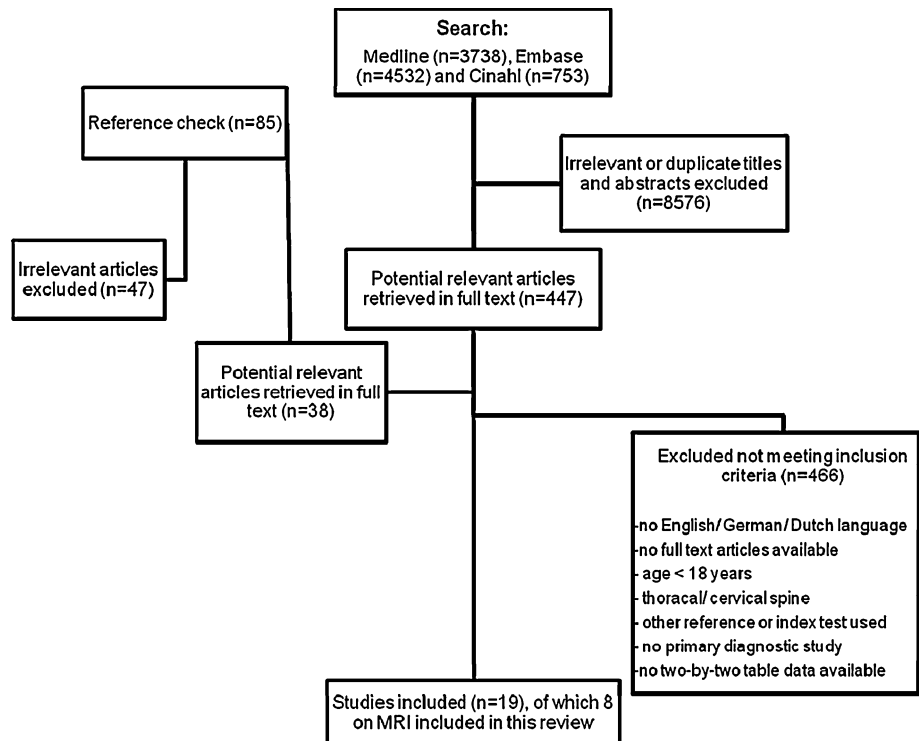 Search:
Medline (n=3738), Embase
(n=4532) and Cinahl (n=753)
Reference check (n=85)
Irrelevant or duplicate titles
and abstracts excluded
(n=8576)
Irrelevant articles
excluded (n=47)
Potential relevant articles
retrieved in full text (n=447)
Potential relevant
articles retrieved in full
text (n=38)
Excluded not meeting inclusion
criteria (n=466)
-no English/German/Dutch language
-no full text articles available
- age < 18 years
- thoracal/ cervical spine
- other reference or index test used
- no primary diagnostic study
-no two-by-two table data available
Studies included (n=19), of which 8
on MRI included in this review